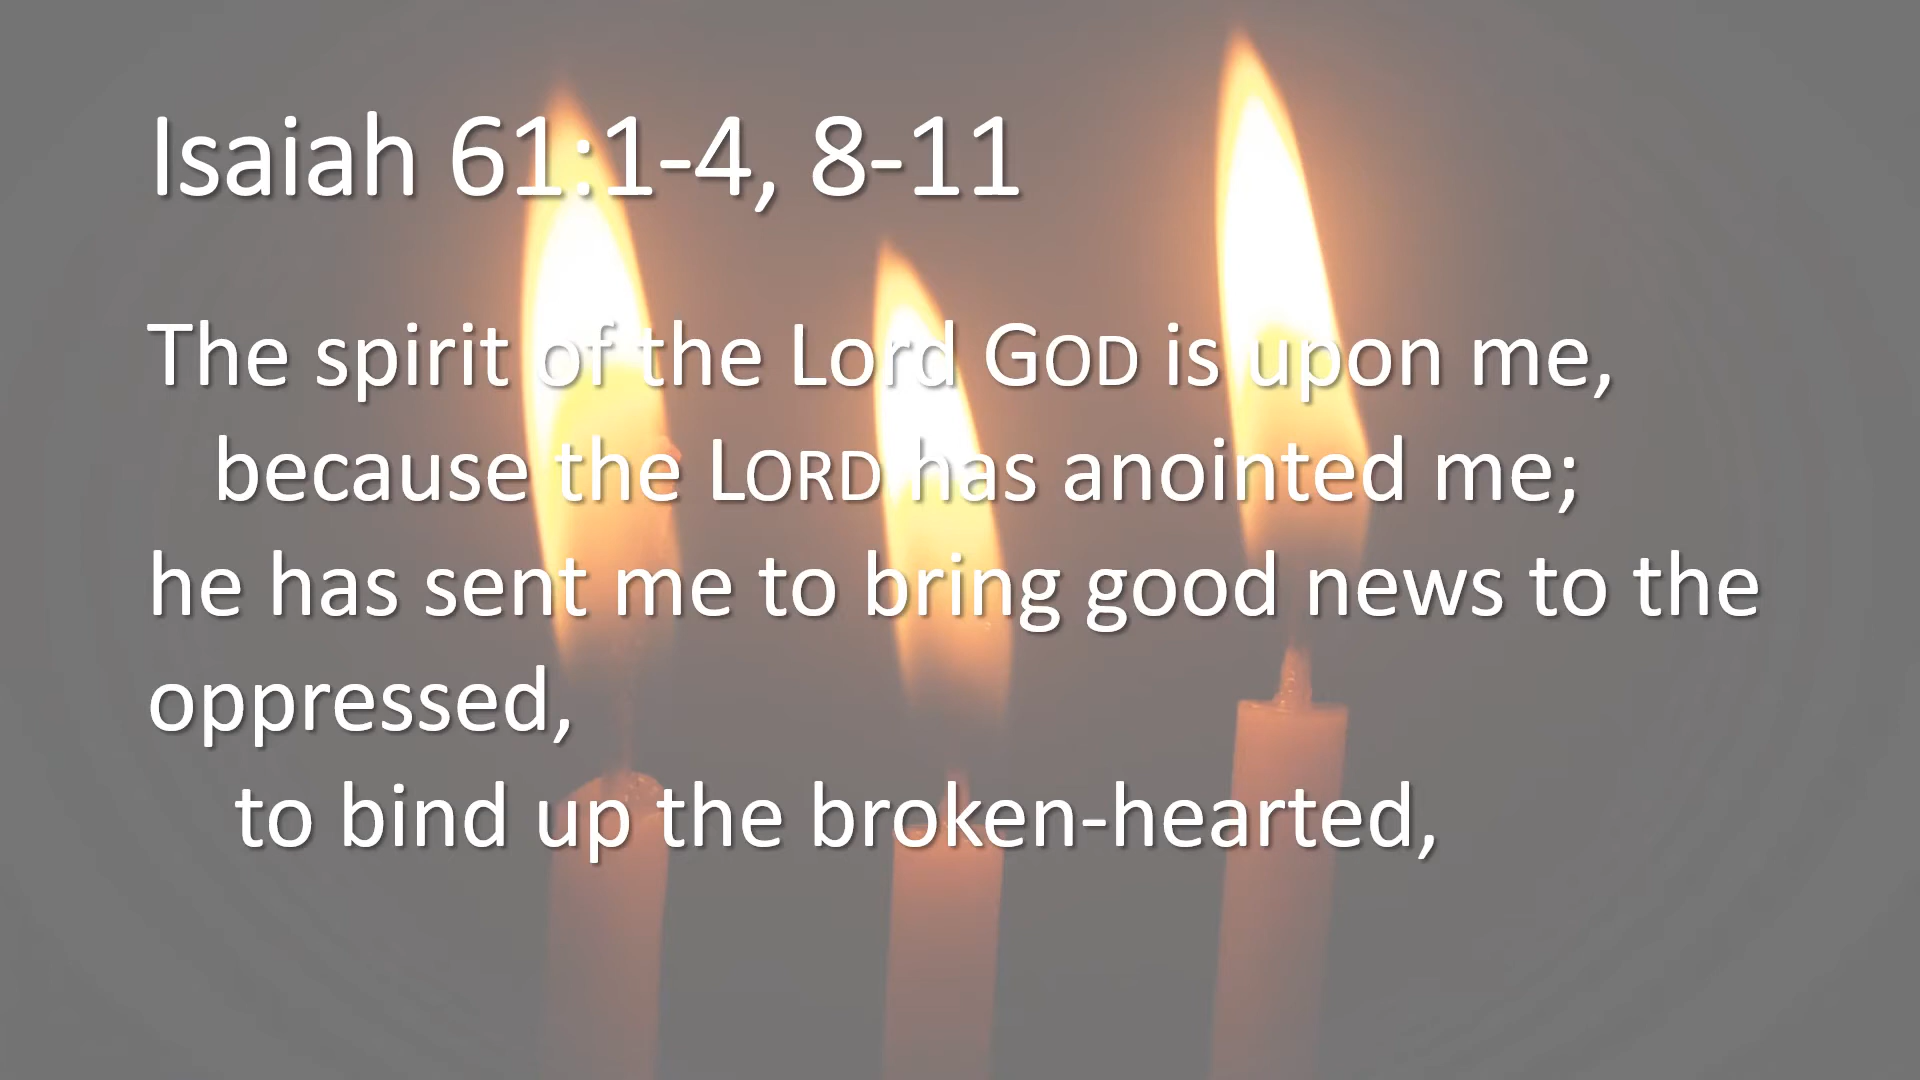 Isaiah 61:1-4, 8-11
The spirit of the Lord GOD is upon me,
because the LORD has anointed me;
he has sent me to bring good news to the
oppressed,
to bind up the broken-hearted,